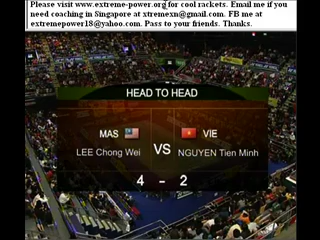 Please visit www.extreme-power.org for cool rackets. Email me if you
need coaching in Singapore at xtremexn@gmail.com. FB me at
extremepower18@yahoo.com. Pass to your friends. Thanks.
HEAD TO HEAD
MAS VIE
LEE Chong Wei VS NGUYEN Tien Minh
4 - 2